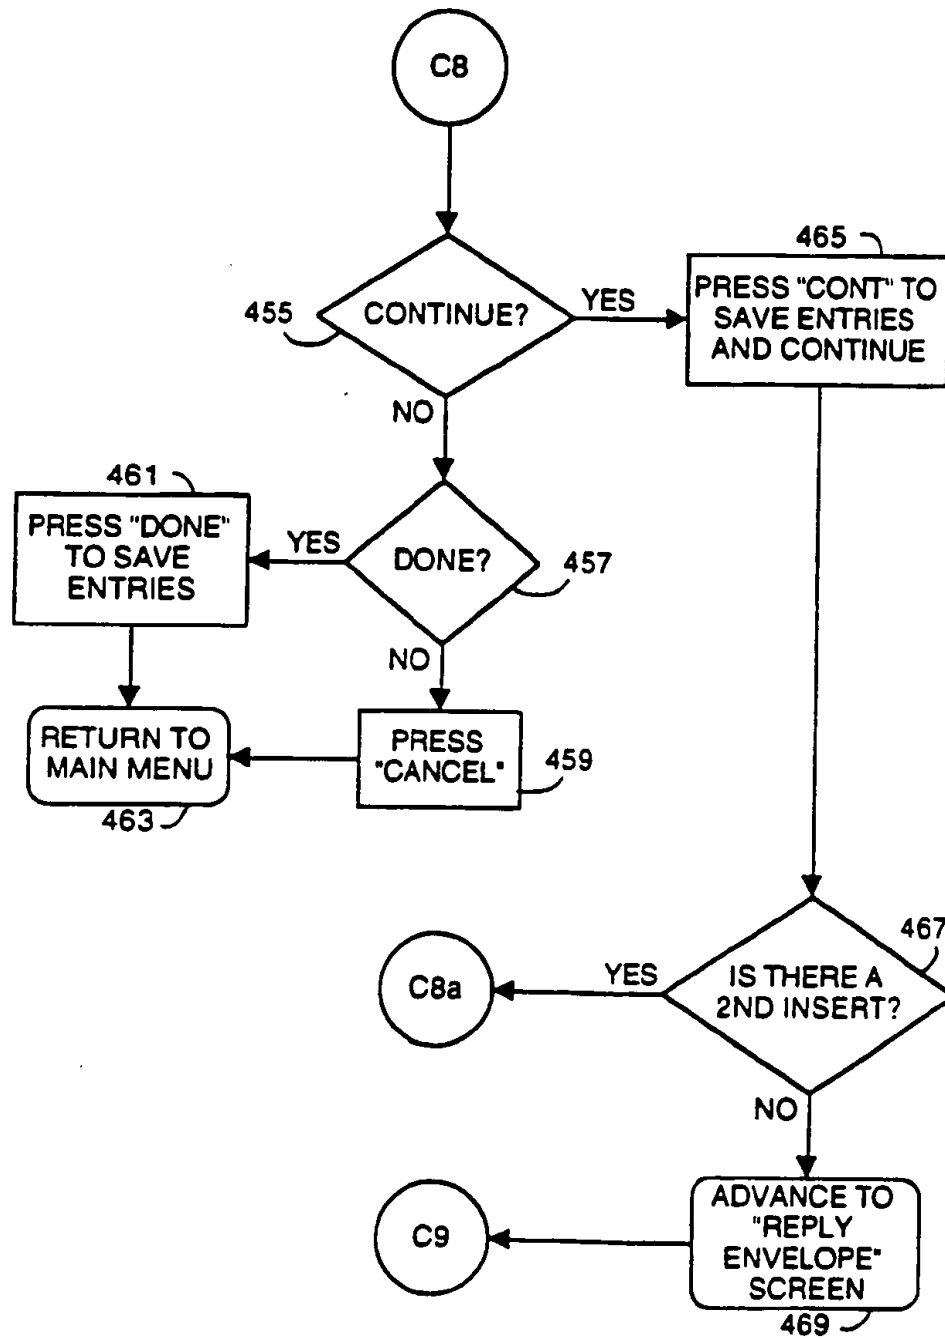 C8
465
PRESS "CONT" TO
SAVE ENTRIES
AND CONTINUE
YES
CONTINUE?
455
NO
461
PRESS "DONE"
TO SAVE
ENTRIES
YES
DONE?
457
NO
RETURN TO
MAIN MENU
463
PRESS
"CANCEL"
459
467
IS THERE A
2ND INSERT?
YES
C8a
NO
ADVANCE TO
"REPLY
ENVELOPE"
SCREEN
469
C9